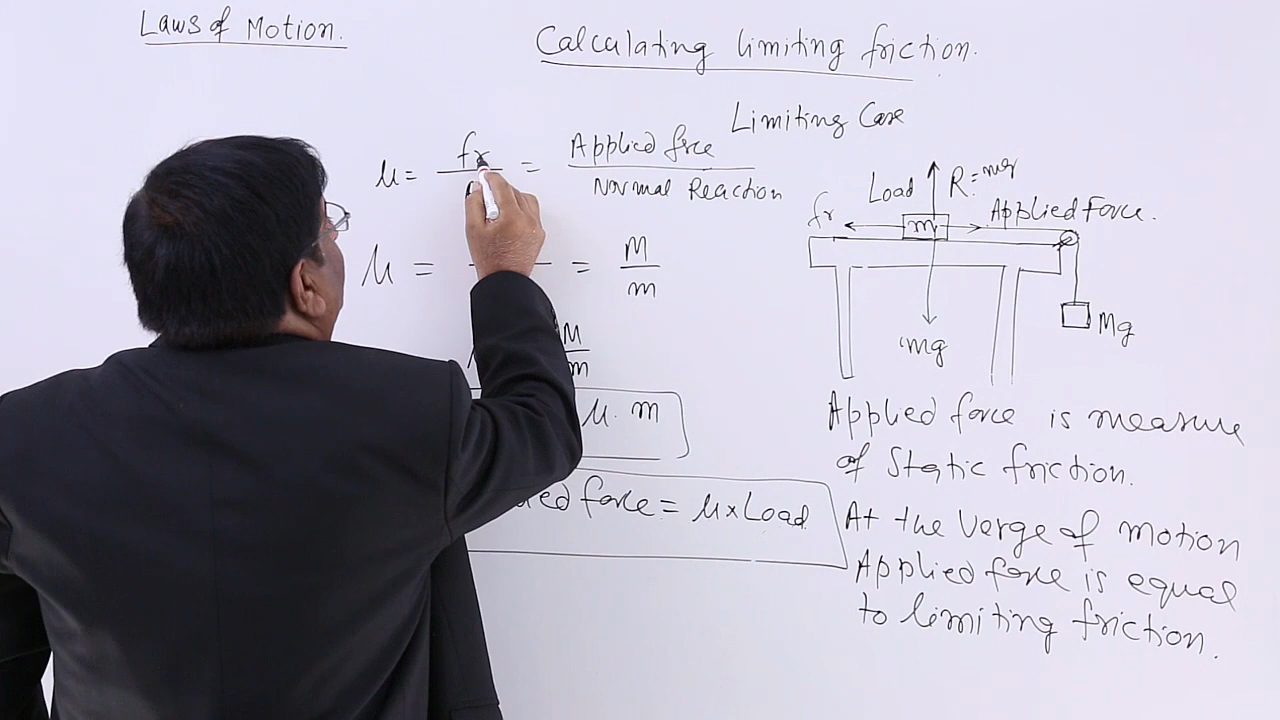 Laws of Motion.
Calculating limiting friction.
Limiting Case
μ = fr = Applied force
Normal Reaction
μ = = M
m
M
m
μ. m
force = μ x Load
Load R = mg
fr m Applied Force.
Mg
mg
Applied force is measure
of Static friction.
At the Verge of motion
Applied force is equal
to limiting friction.